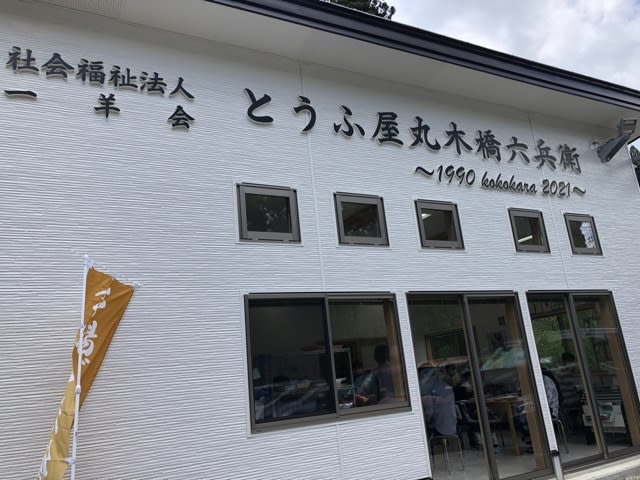 社会福祉法人
一羊会
とうふ屋丸木橋六兵衛
～1990 kokokara 2021～